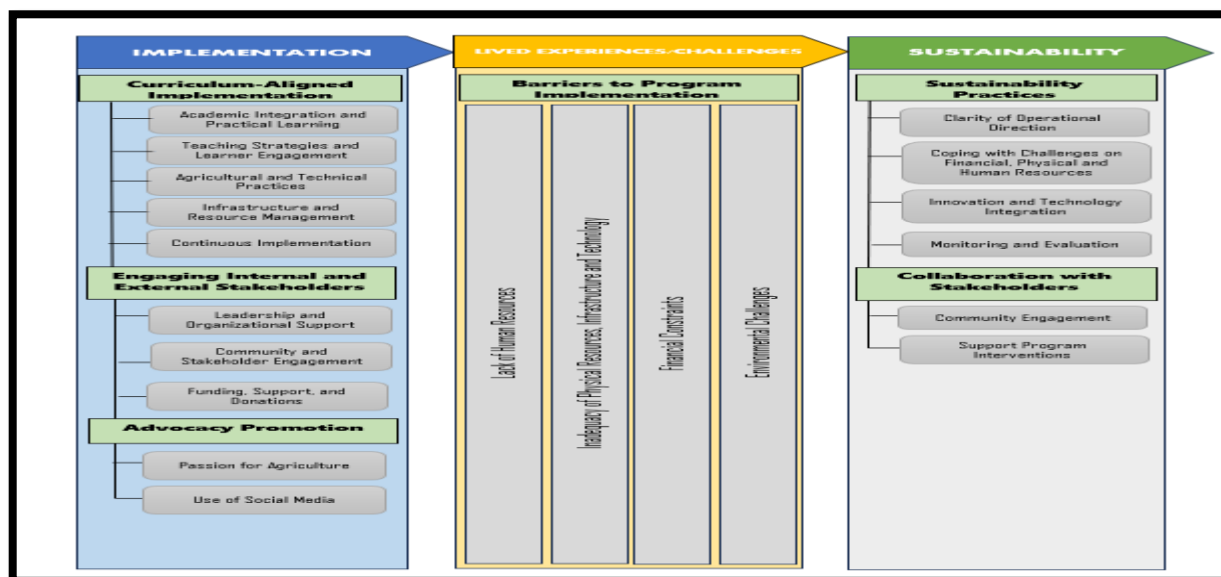 IMPLEMENTATION
Curriculum-Aligned
Implementation
Academic Integration and
Practical Learning
Teaching Strategies and
Learner Engagement
Agricultural and Technical
Practices
Infrastructure and
Resource Management
Continuous Implementation
Engaging Internal and
External Stakeholders
Leadership and
Organizational Support
Community and
Stakeholder Engagement
Funding, Support, and
Donations
Advocacy Promotion
Passion for Agriculture
Use of Social Media
LIVED EXPERIENCES/CHALLENGES
Barriers to Program
Implementation
Lack of Human Resources
Inadequacy of Physical Resources, Infrastructure and Technology
Financial Constraints
Environmental Challenges
SUSTAINABILITY
Sustainability
Practices
Clarity of Operational
Direction
Coping with Challenges on
Financial, Physical and
Human Resources
Innovation and Technology
Integration
Monitoring and Evaluation
Collaboration with
Stakeholders
Community Engagement
Support Program
Interventions